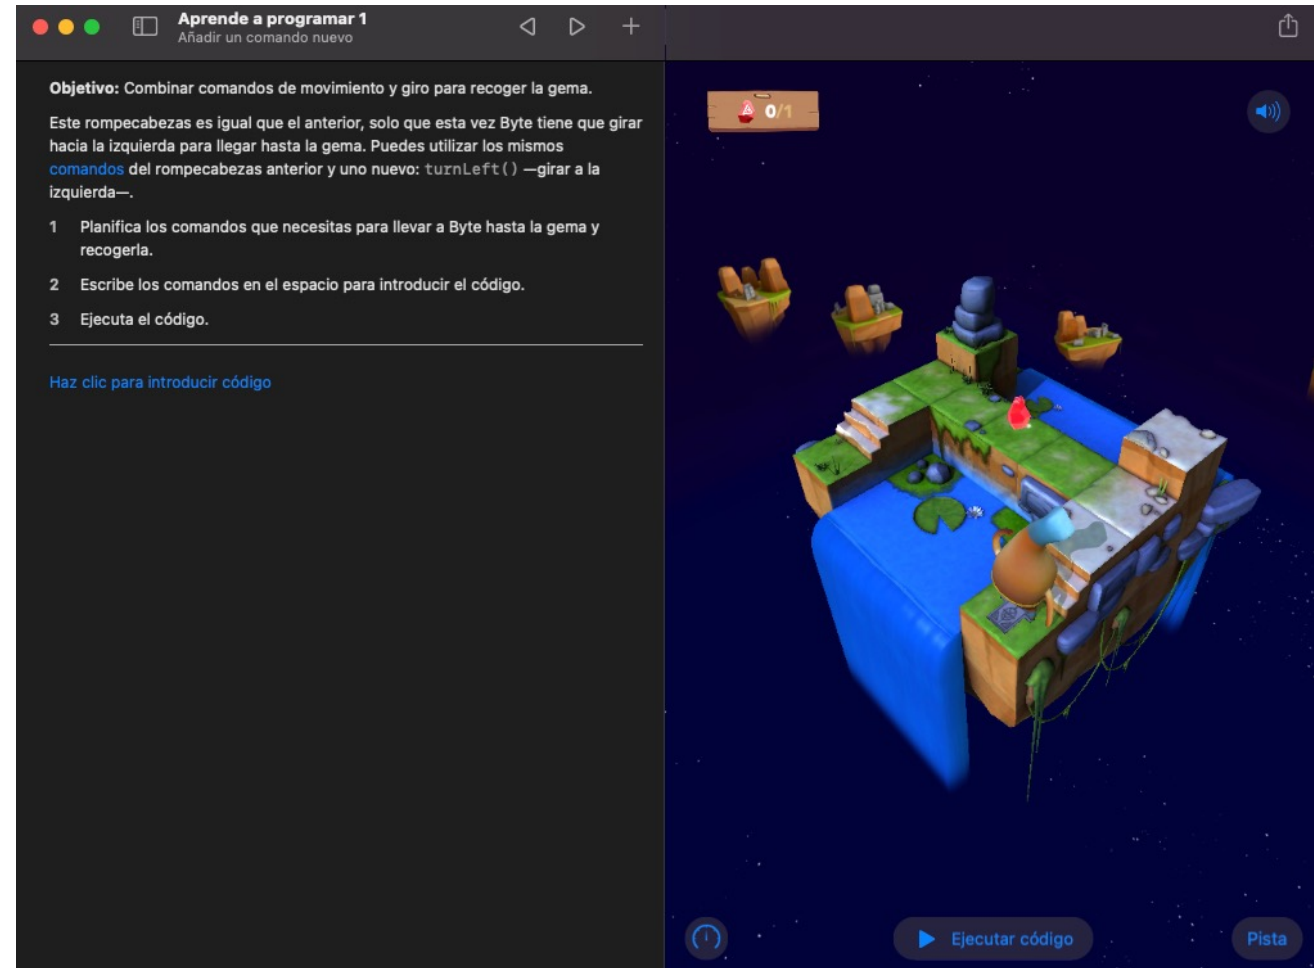 Aprende a programar 1
Añadir un comando nuevo
Objetivo: Combinar comandos de movimiento y giro para recoger la gema.
Este rompecabezas es igual que el anterior, solo que esta vez Byte tiene que girar
hacia la izquierda para llegar hasta la gema. Puedes utilizar los mismos
comandos del rompecabezas anterior y uno nuevo: turnLeft() —girar a la
izquierda—.
1 Planifica los comandos que necesitas para llevar a Byte hasta la gema y
recogerla.
2 Escribe los comandos en el espacio para introducir el código.
3 Ejecuta el código.
Haz clic para introducir código
0/1
Ejecutar código
Pista